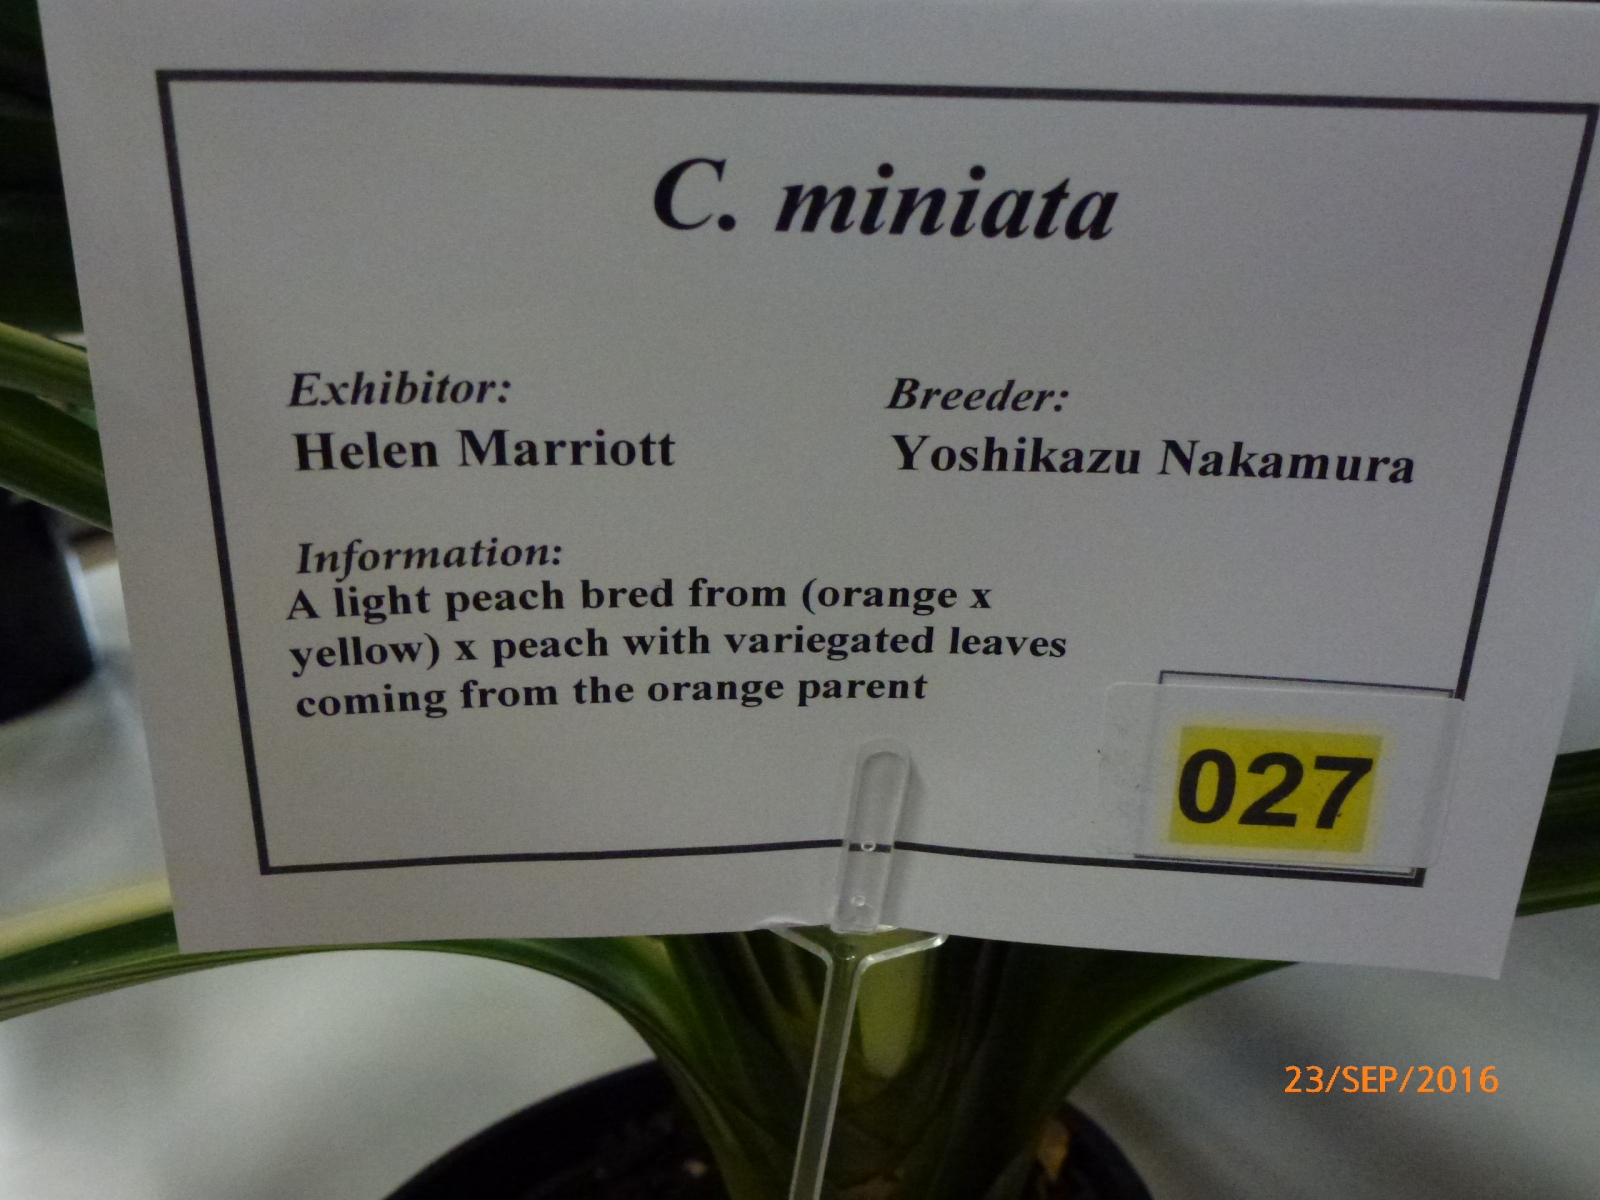 C. miniata
Exhibitor:
Helen Marriott
Breeder:
Yoshikazu Nakamura
Information:
A light peach bred from (orange x
yellow) x peach with variegated leaves
coming from the orange parent
027
23/SEP/2016